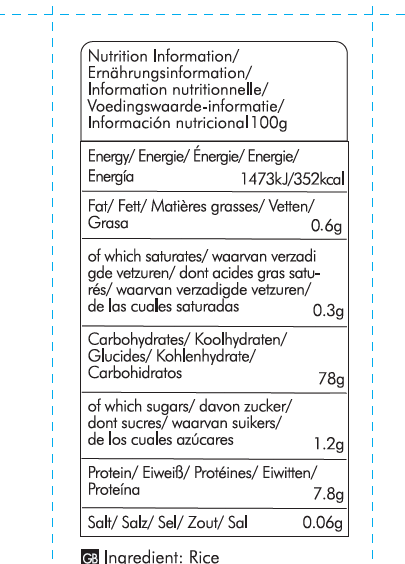 Nutrition Information/
Ernährungsinformation/
Information nutritionnelle/
Voedingswaarde-informatie/
Información nutricional 100g
Energy/ Energie/ Énergie/ Energie/
Energía 1473kJ/352kcal
Fat/ Fett/ Matières grasses/ Vetten/
Grasa 0.6g
of which saturates/ waarvan verzadi
gde vetzuren/ dont acides gras satu-
rés/ waarvan verzadigde vetzuren/
de las cuales saturadas 0.3g
Carbohydrates/ Koolhydraten/
Glucides/ Kohlenhydrate/
Carbohidratos 78g
of which sugars/ davon zucker/
dont sucres/ waarvan suikers/
de los cuales azúcares 1.2g
Protein/ Eiweiß/ Protéines/ Eiwitten/
Proteína 7.8g
Salt/ Salz/ Sel/ Zout/ Sal 0.06g
GB Ingredient: Rice